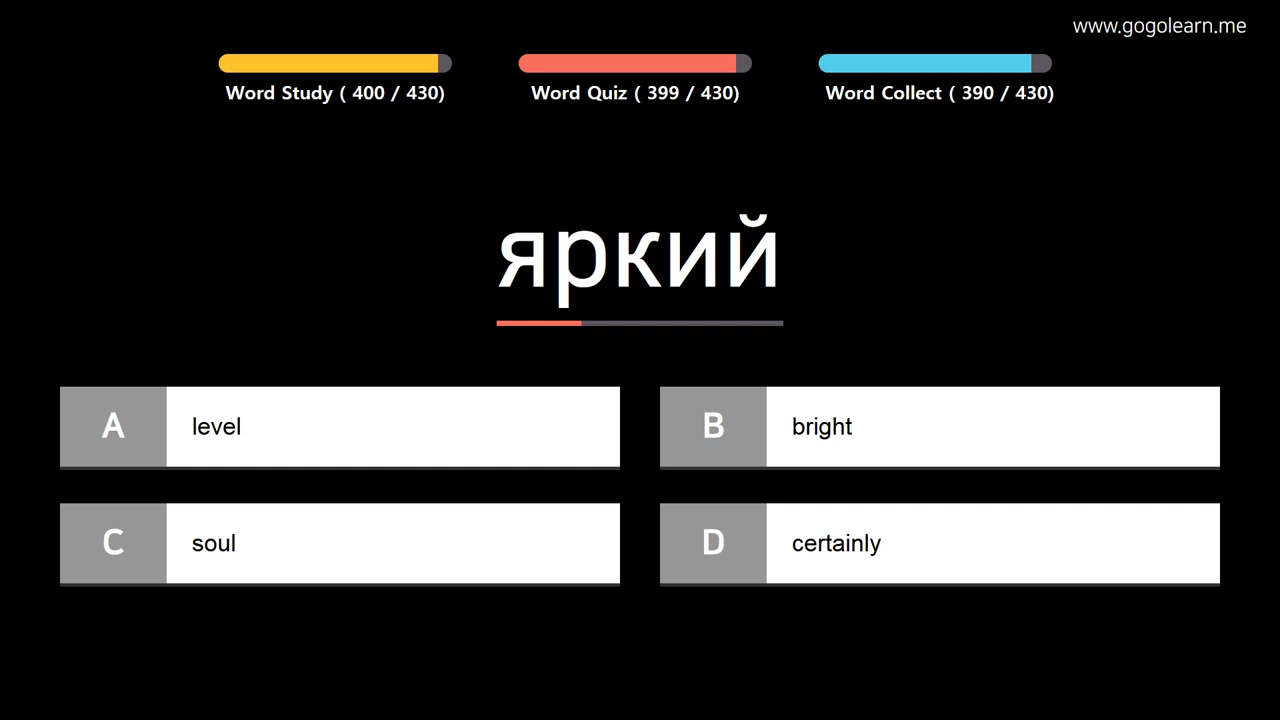 www.gogolearn.me
Word Study ( 400 / 430)
Word Quiz ( 399 / 430)
Word Collect ( 390 / 430)
яркий
A level
B bright
C soul
D certainly